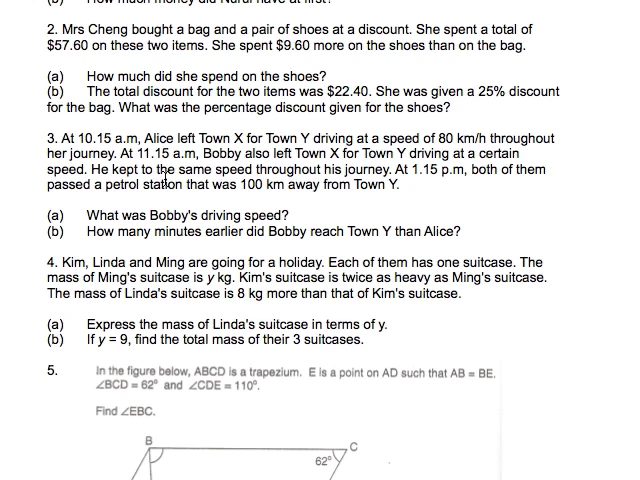 2. Mrs Cheng bought a bag and a pair of shoes at a discount. She spent a total of
$57.60 on these two items. She spent $9.60 more on the shoes than on the bag.
(a) How much did she spend on the shoes?
(b) The total discount for the two items was $22.40. She was given a 25% discount
for the bag. What was the percentage discount given for the shoes?
3. At 10.15 a.m, Alice left Town X for Town Y driving at a speed of 80 km/h throughout
her journey. At 11.15 a.m, Bobby also left Town X for Town Y driving at a certain
speed. He kept to the same speed throughout his journey. At 1.15 p.m, both of them
passed a petrol station that was 100 km away from Town Y.
(a) What was Bobby's driving speed?
(b) How many minutes earlier did Bobby reach Town Y than Alice?
4. Kim, Linda and Ming are going for a holiday. Each of them has one suitcase. The
mass of Ming's suitcase is y kg. Kim's suitcase is twice as heavy as Ming's suitcase.
The mass of Linda's suitcase is 8 kg more than that of Kim's suitcase.
(a) Express the mass of Linda's suitcase in terms of y.
(b) If y = 9, find the total mass of their 3 suitcases.
5. In the figure below, ABCD is a trapezium. E is a point on AD such that AB = BE.
∠BCD = 62° and ∠CDE = 110°.
Find ∠EBC.
B C
62°